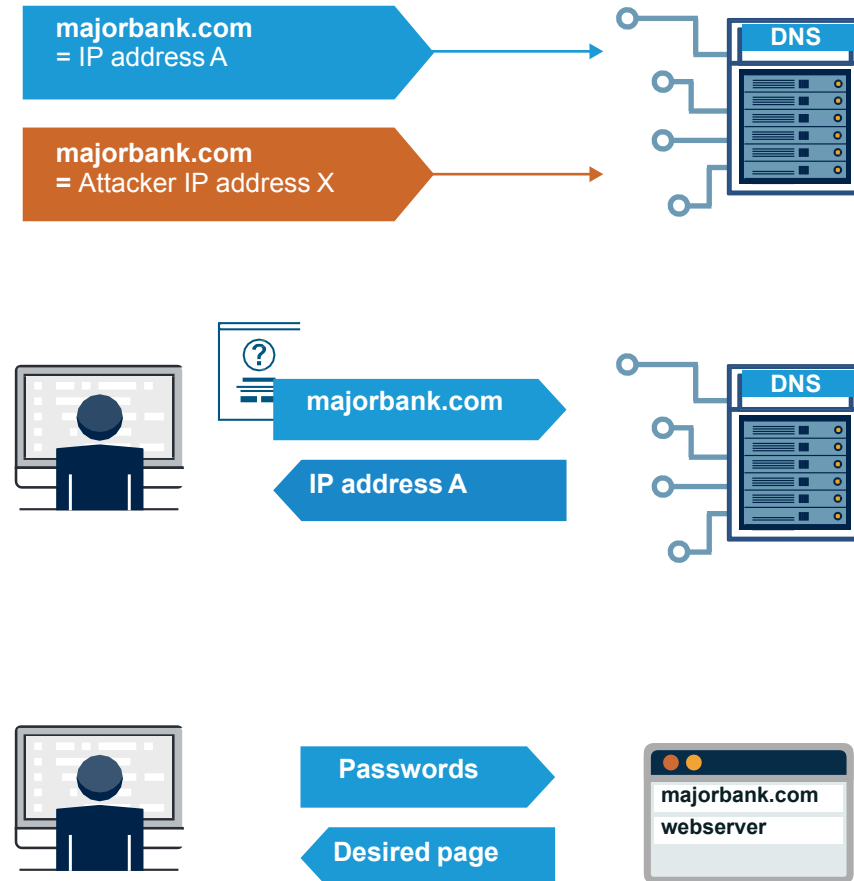 majorbank.com
= IP address A
DNS
majorbank.com
= Attacker IP address X
?
majorbank.com
DNS
IP address A
Passwords
majorbank.com
webserver
Desired page